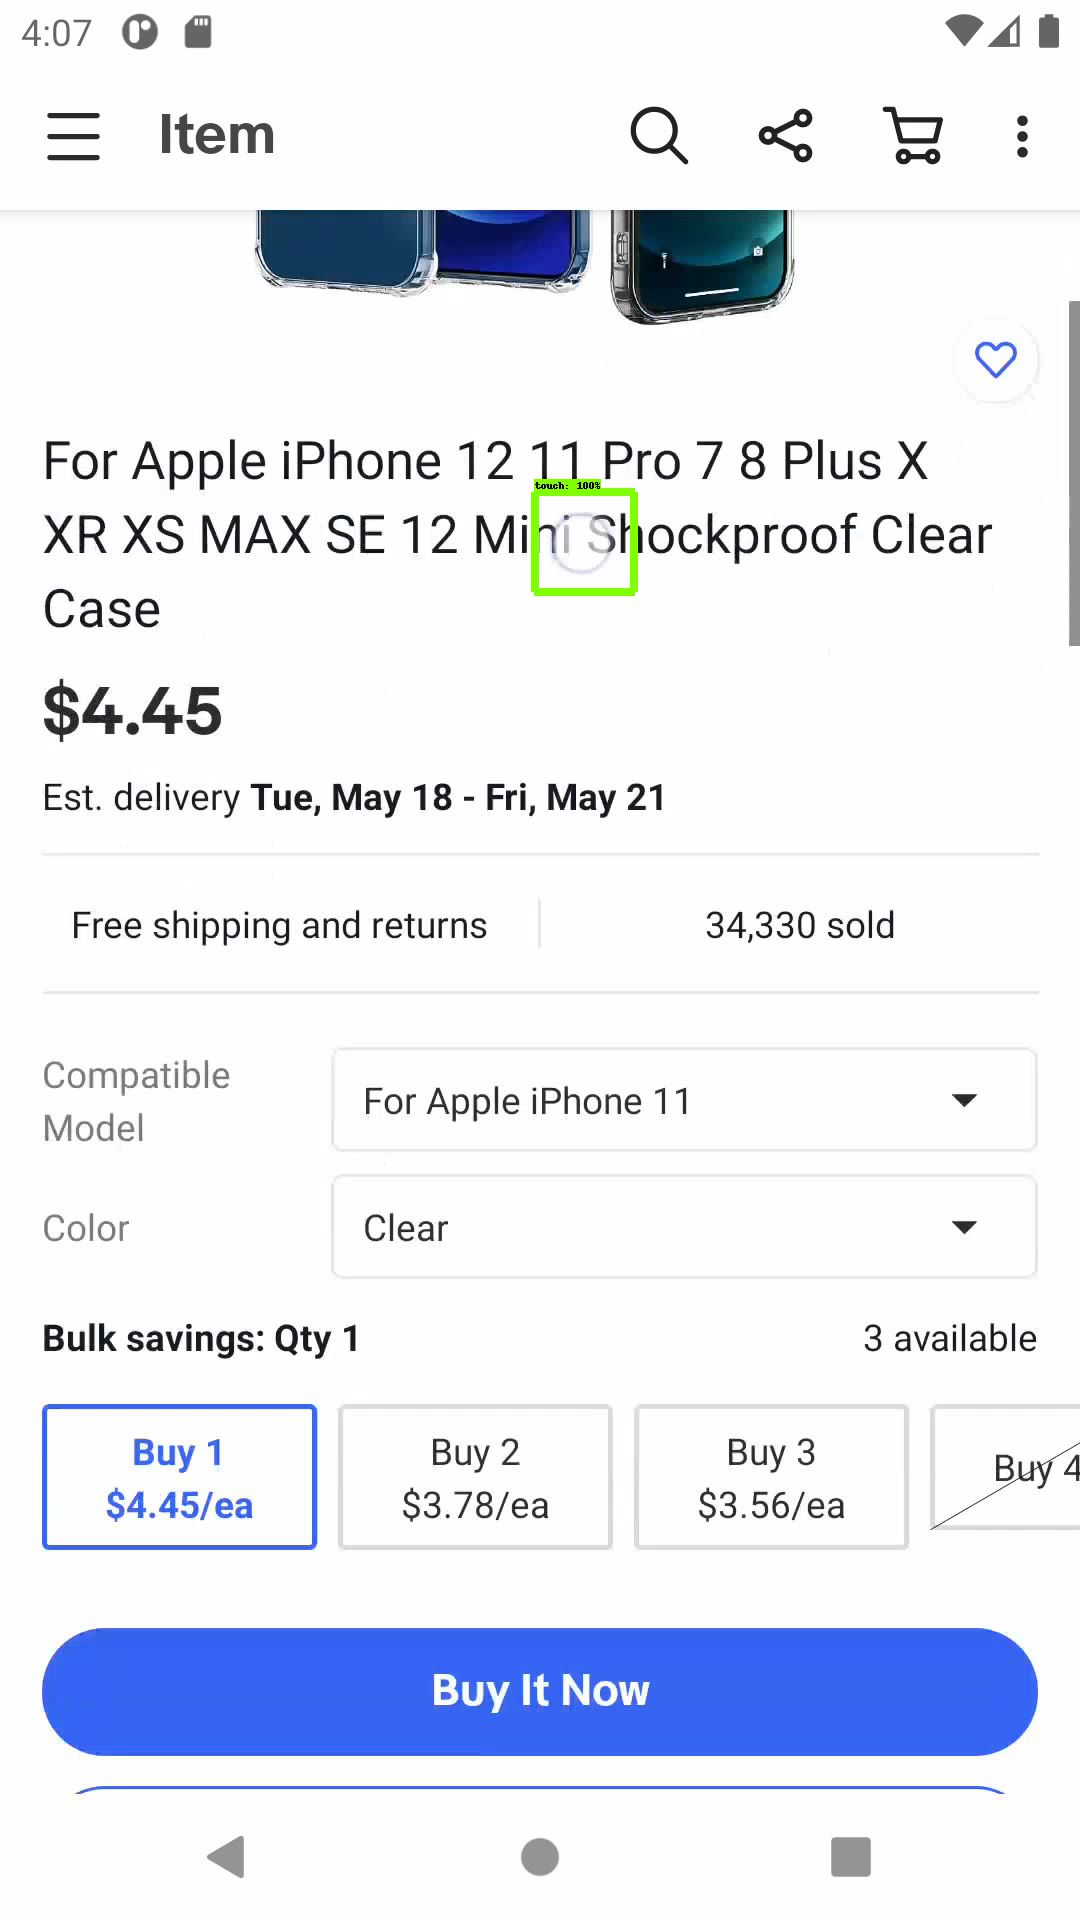 4:07
Item
For Apple iPhone 12 11 Pro 7 8 Plus X
touch: 100%
XR XS MAX SE 12 Mini Shockproof Clear
Case
$4.45
Est. delivery Tue, May 18 - Fri, May 21
Free shipping and returns
34,330 sold
Compatible
Model
For Apple iPhone 11
Color
Clear
Bulk savings: Qty 1
3 available
Buy 1
$4.45/ea
Buy 2
$3.78/ea
Buy 3
$3.56/ea
Buy 4
Buy It Now